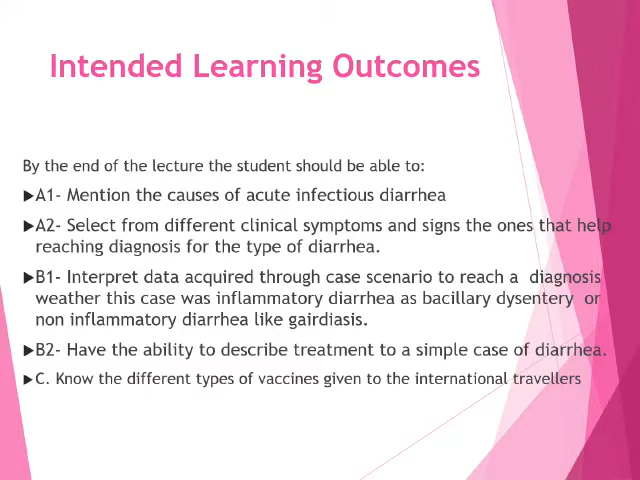 Intended Learning Outcomes
By the end of the lecture the student should be able to:
A1- Mention the causes of acute infectious diarrhea
A2- Select from different clinical symptoms and signs the ones that help
reaching diagnosis for the type of diarrhea.
B1- Interpret data acquired through case scenario to reach a diagnosis
weather this case was inflammatory diarrhea as bacillary dysentery or
non inflammatory diarrhea like gairdiasis.
B2- Have the ability to describe treatment to a simple case of diarrhea.
C. Know the different types of vaccines given to the international travellers